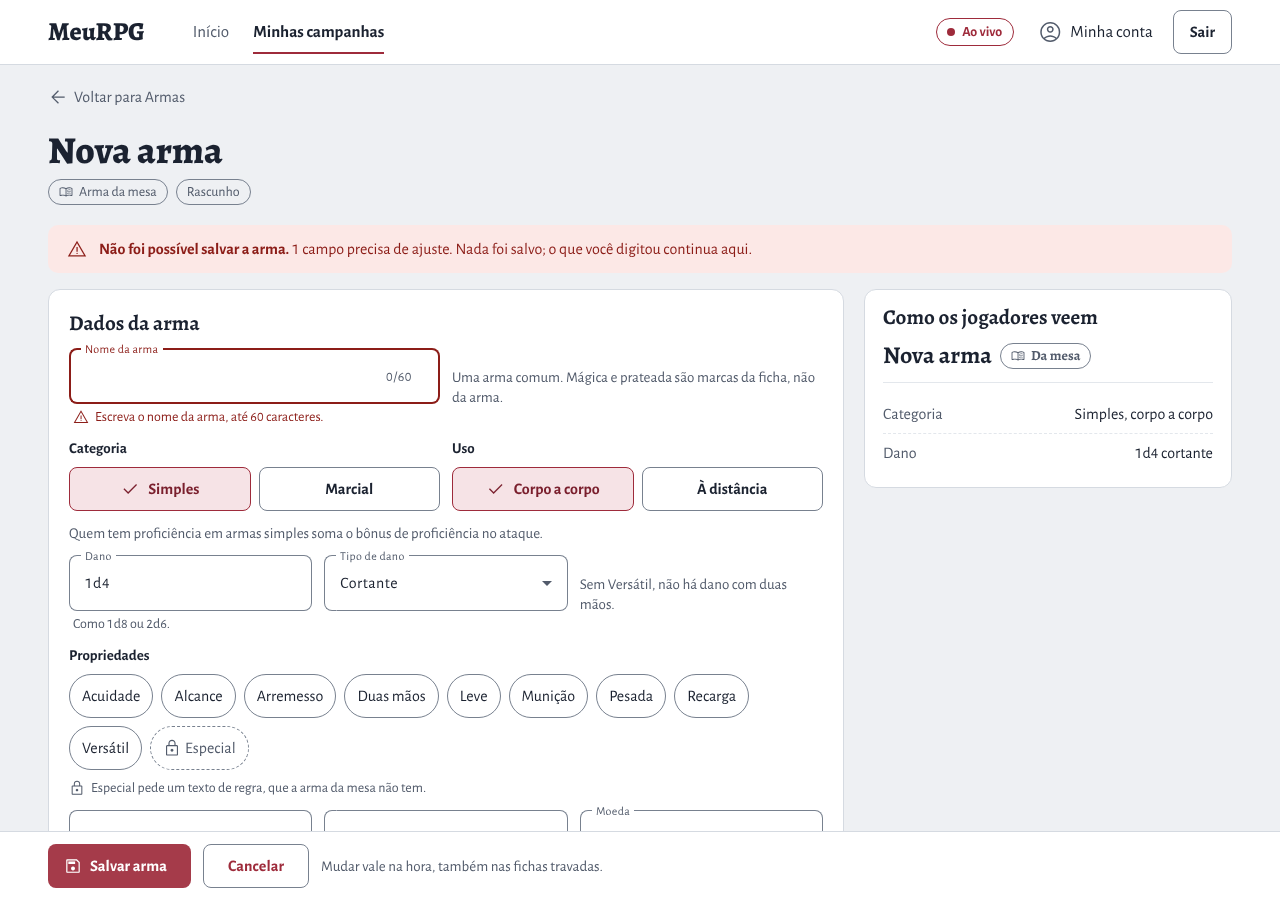 MeuRPG
Início
Minhas campanhas
Ao vivo
Minha conta
Sair
Voltar para Armas
Nova arma
Arma da mesa
Rascunho
Não foi possível salvar a arma. 1 campo precisa de ajuste. Nada foi salvo; o que você digitou continua aqui.
Dados da arma
Nome da arma
0/60
Escreva o nome da arma, até 60 caracteres.
Uma arma comum. Mágica e prateada são marcas da ficha, não
da arma.
Categoria
Simples
Marcial
Uso
Corpo a corpo
À distância
Quem tem proficiência em armas simples soma o bônus de proficiência no ataque.
Dano
1d4
Como 1d8 ou 2d6.
Tipo de dano
Cortante
Sem Versátil, não há dano com duas
mãos.
Propriedades
Acuidade
Alcance
Arremesso
Duas mãos
Leve
Munição
Pesada
Recarga
Versátil
Especial
Especial pede um texto de regra, que a arma da mesa não tem.
Moeda
Como os jogadores veem
Nova arma
Da mesa
Categoria
Simples, corpo a corpo
Dano
1d4 cortante
Salvar arma
Cancelar
Mudar vale na hora, também nas fichas travadas.